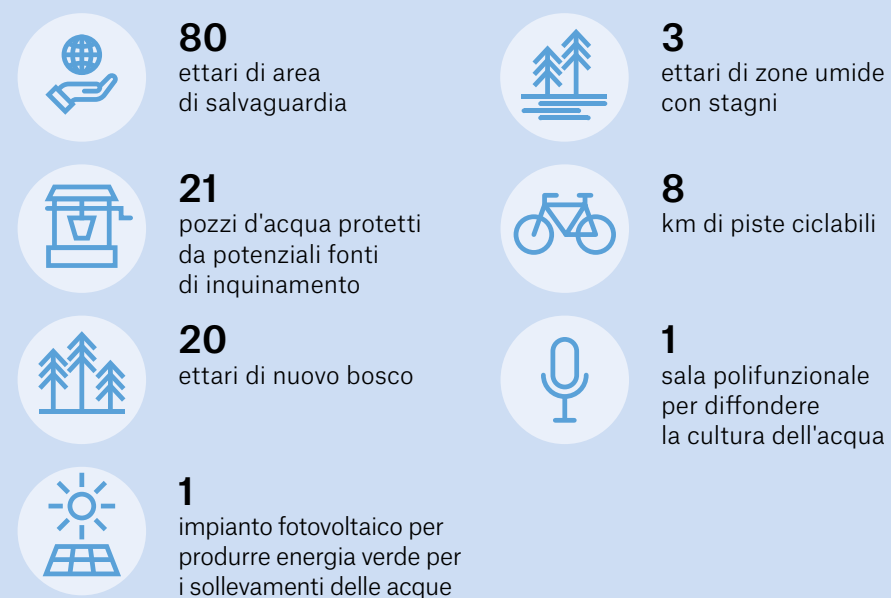 80
ettari di area
di salvaguardia
21
pozzi d'acqua protetti
da potenziali fonti
di inquinamento
20
ettari di nuovo bosco
1
impianto fotovoltaico per
produrre energia verde per
i sollevamenti delle acque
3
ettari di zone umide
con stagni
8
km di piste ciclabili
1
sala polifunzionale
per diffondere
la cultura dell'acqua